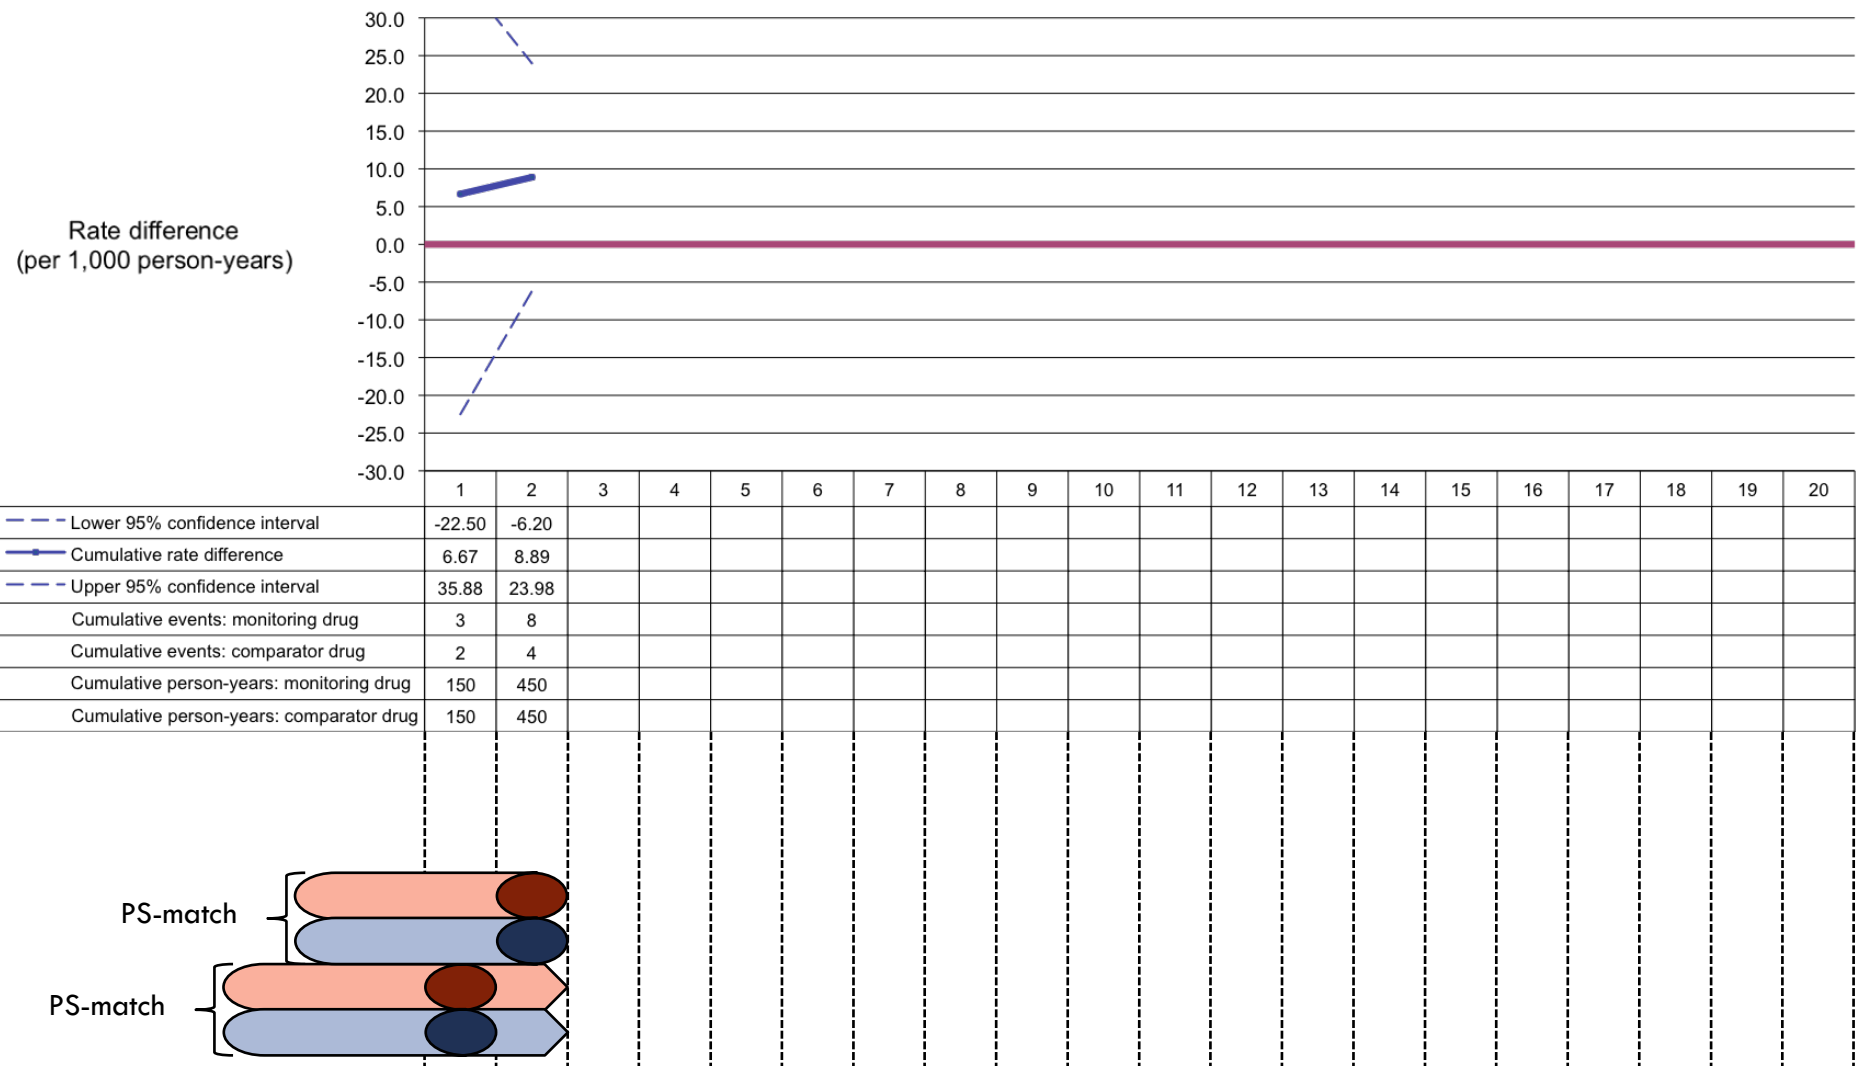 30.0
25.0
20.0
15.0
10.0
5.0
0.0
-5.0
-10.0
-15.0
-20.0
-25.0
-30.0
Rate difference
(per 1,000 person-years)
1 2 3 4 5 6 7 8 9 10 11 12 13 14 15 16 17 18 19 20
Lower 95% confidence interval -22.50 -6.20
Cumulative rate difference 6.67 8.89
Upper 95% confidence interval 35.88 23.98
Cumulative events: monitoring drug 3 8
Cumulative events: comparator drug 2 4
Cumulative person-years: monitoring drug 150 450
Cumulative person-years: comparator drug 150 450
PS-match
PS-match